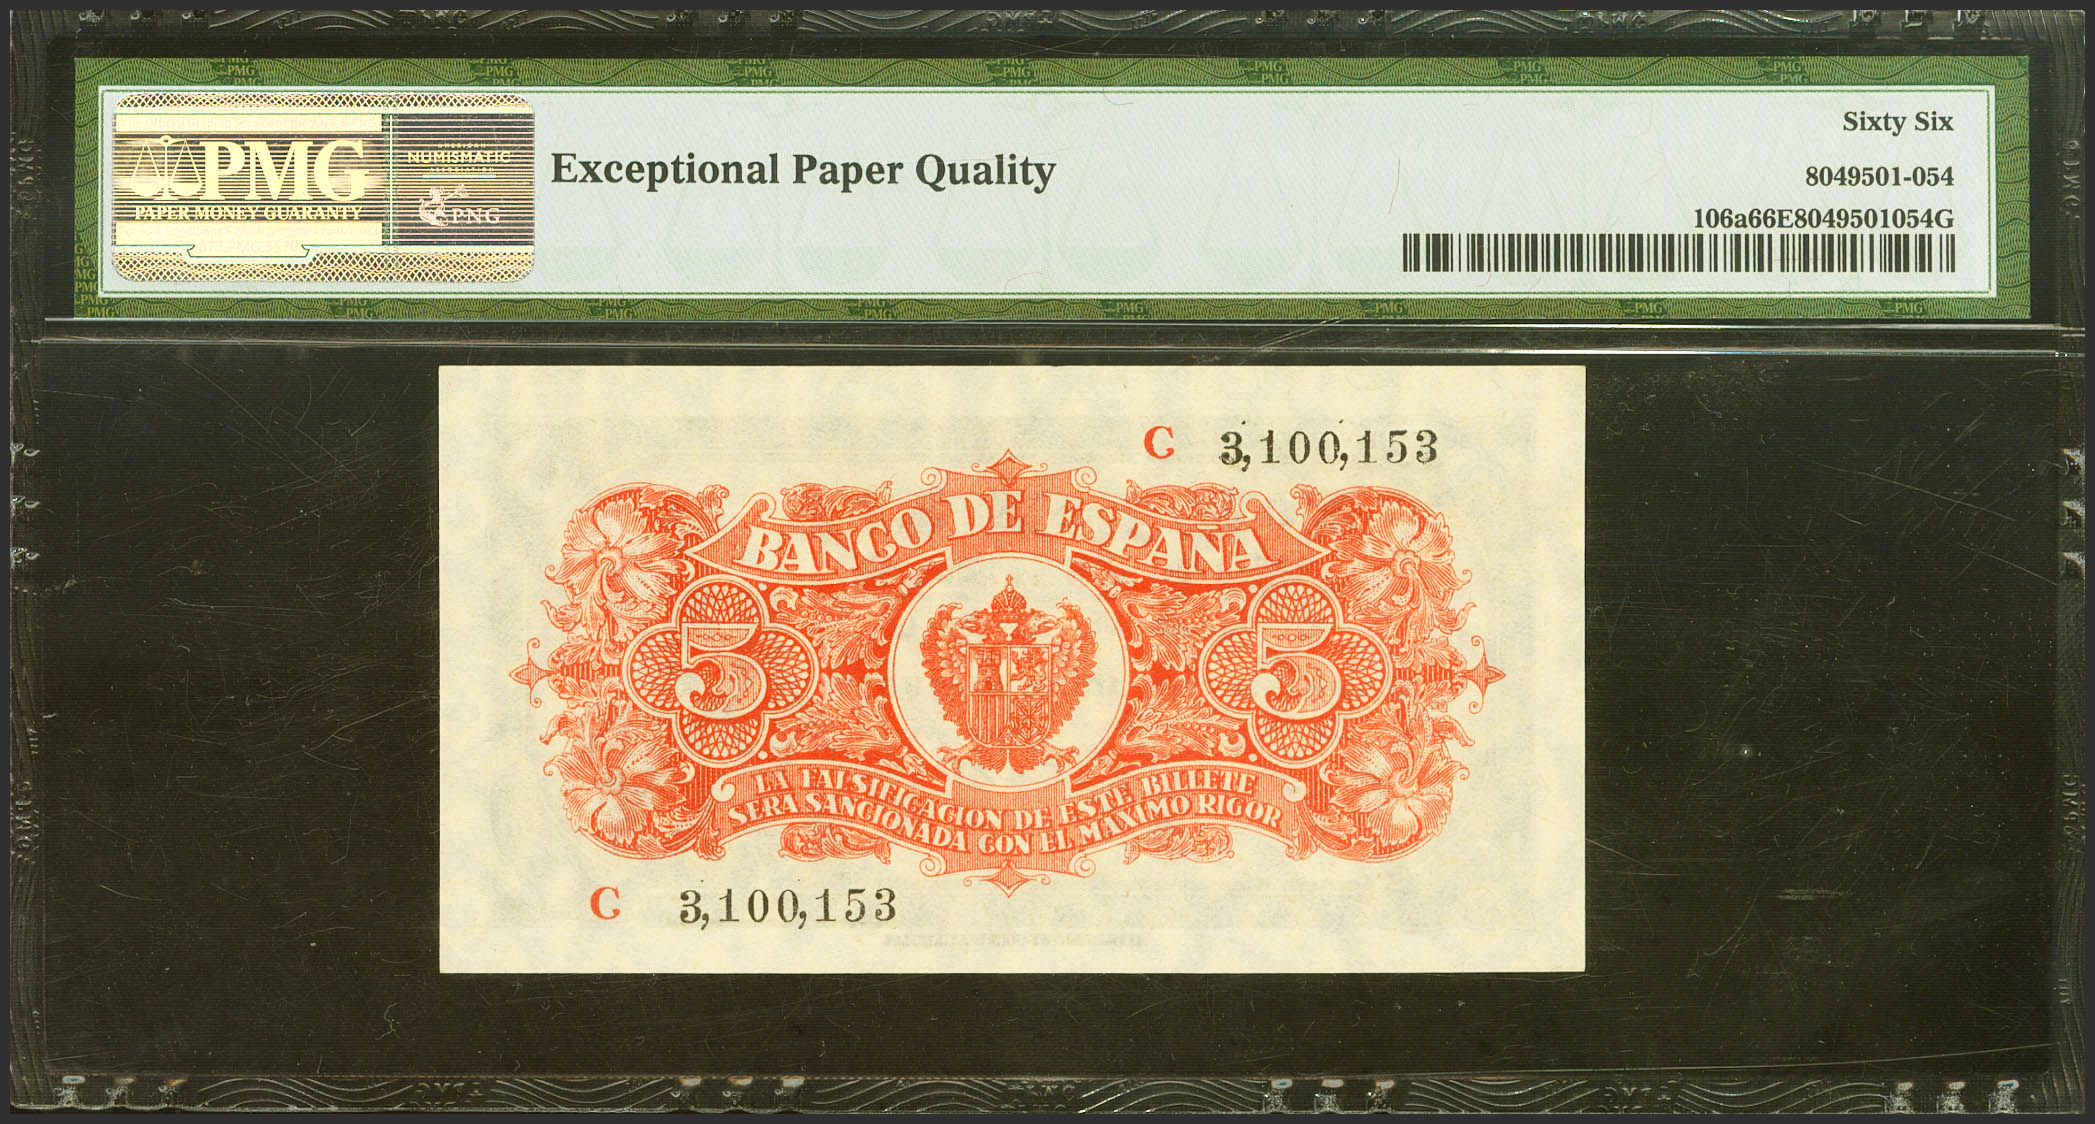 PMG
PAPER MONEY GUARANTY
NUMISMATIC
PNG
Exceptional Paper Quality
Sixty Six
8049501-054
106a66E8049501054G
C 3,100,153
BANCO DE ESPAÑA
5 5
LA FALSIFICACION DE ESTE BILLETE
SERA SANCIONADA CON EL MAXIMO RIGOR
C 3,100,153